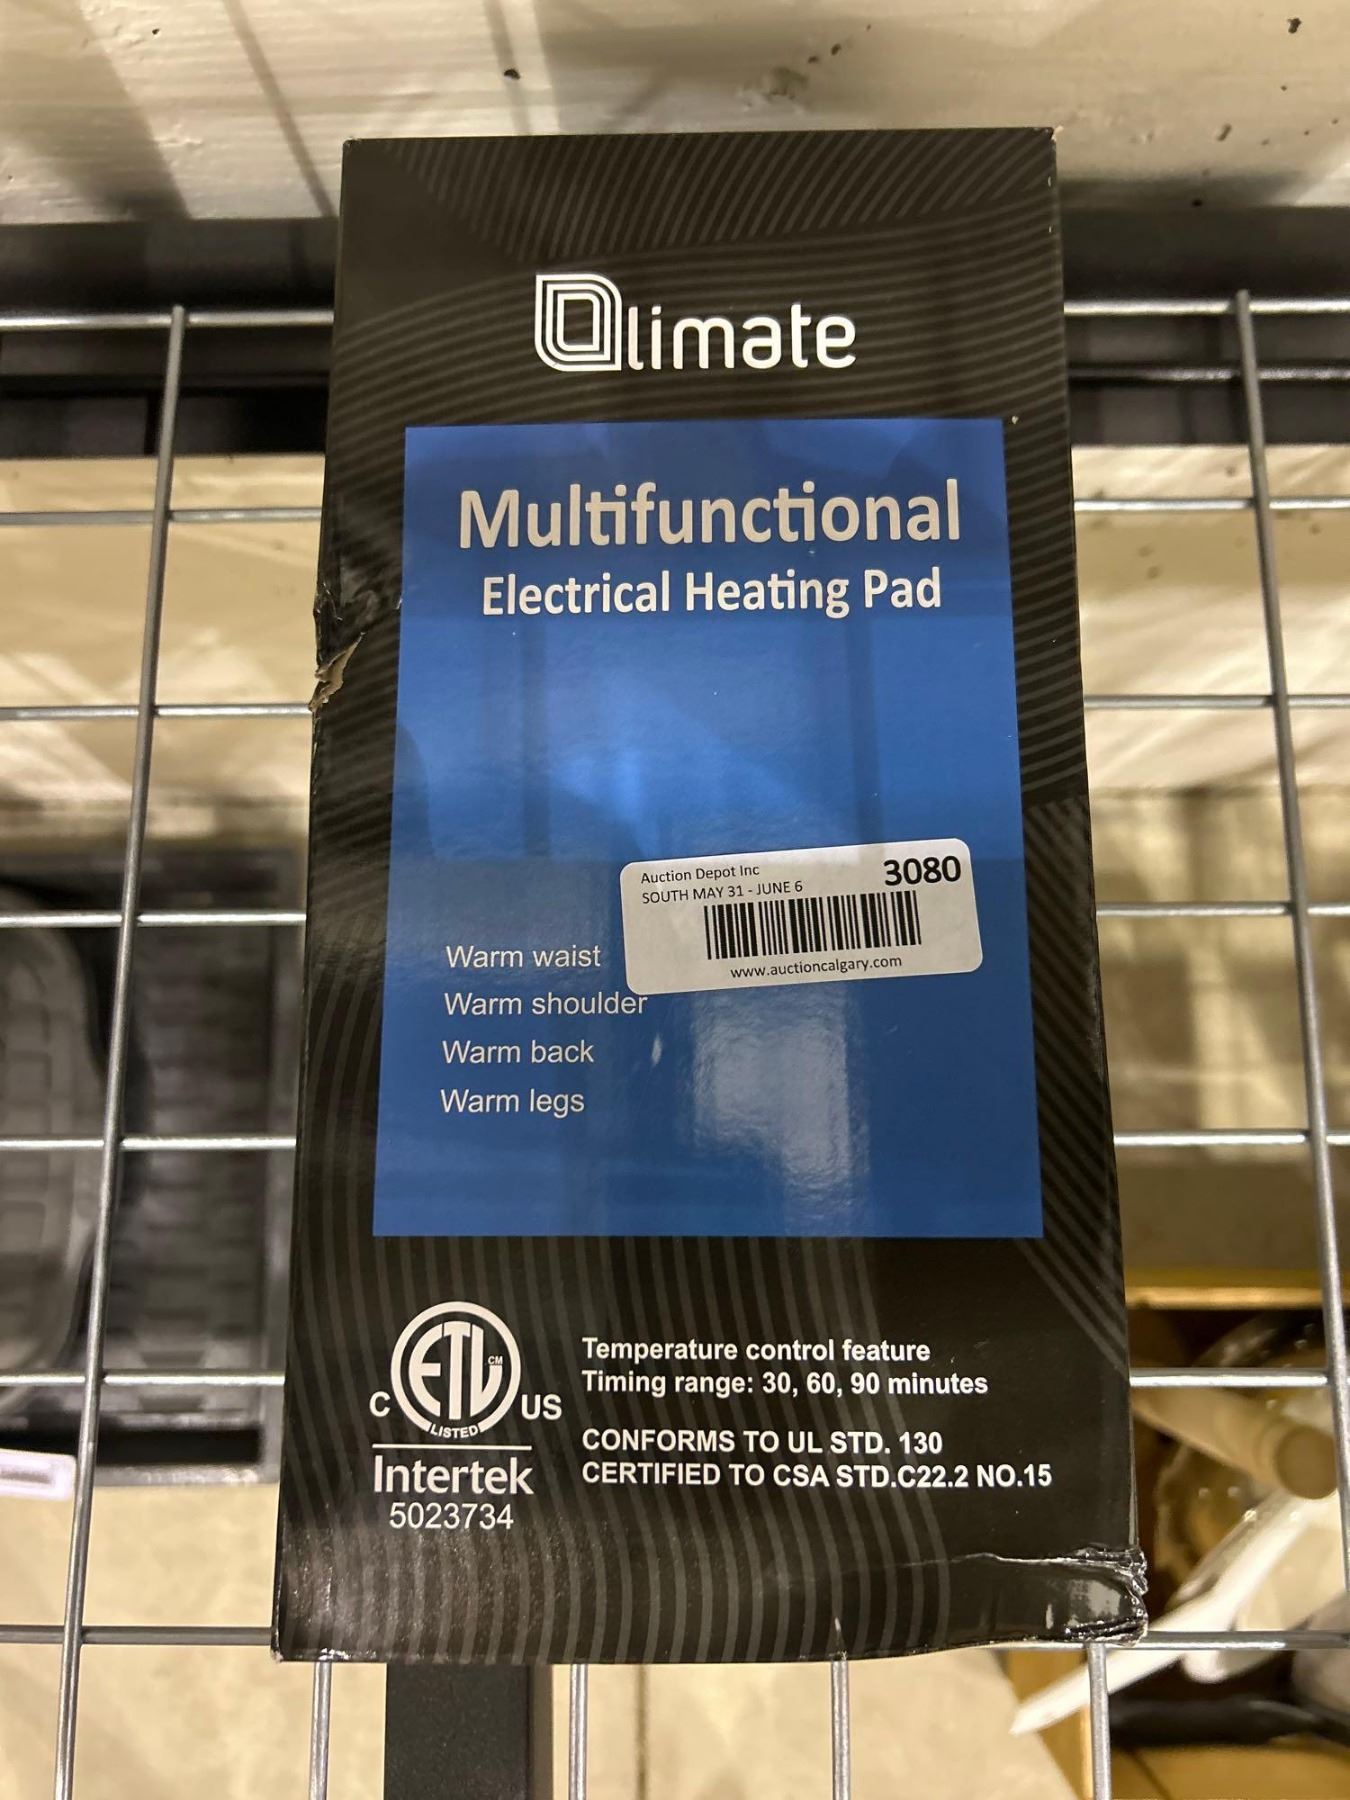 Qlimate
Multifunctional
Electrical Heating Pad
Auction Depot Inc
3080
SOUTH MAY 31 - JUNE 6
www.auctioncalgary.com
Warm waist
Warm shoulder
Warm back
Warm legs
ETL CM
LISTED
C US
Intertek
5023734
Temperature control feature
Timing range: 30, 60, 90 minutes
CONFORMS TO UL STD. 130
CERTIFIED TO CSA STD.C22.2 NO.15